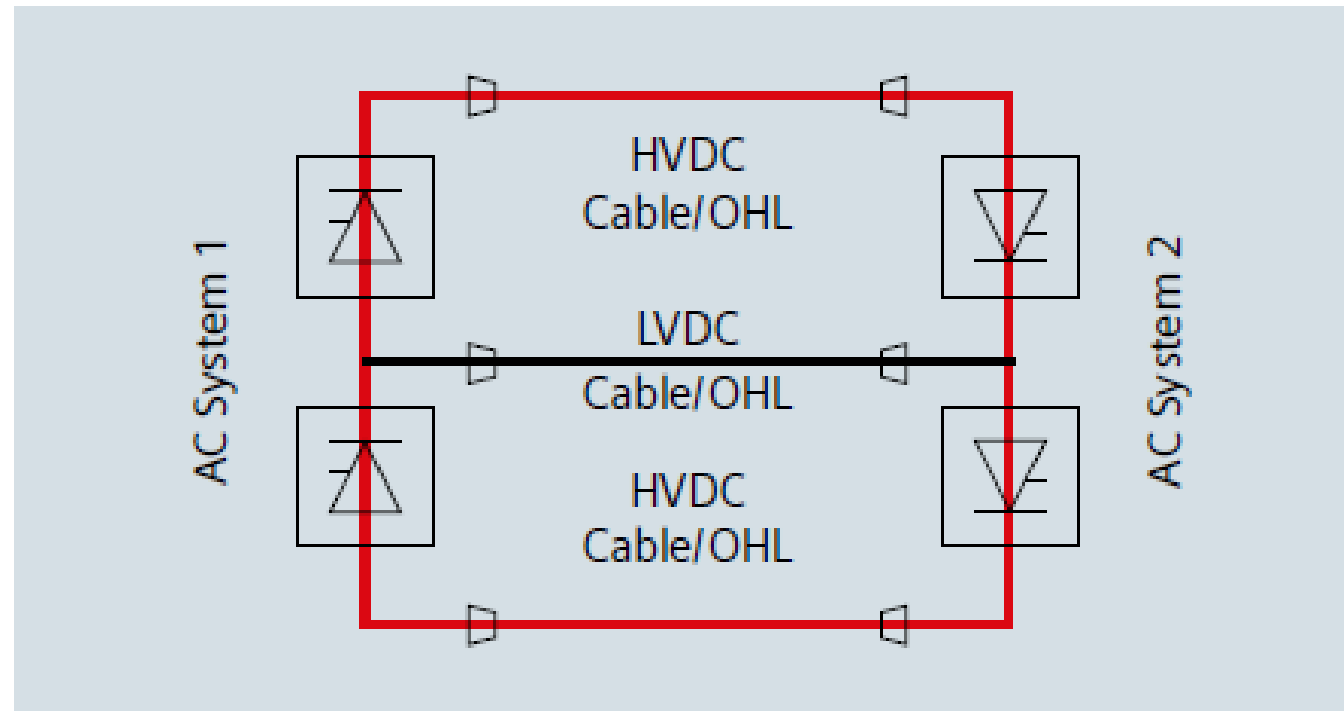 HVDC
Cable/OHL
AC System 1
LVDC
Cable/OHL
AC System 2
HVDC
Cable/OHL